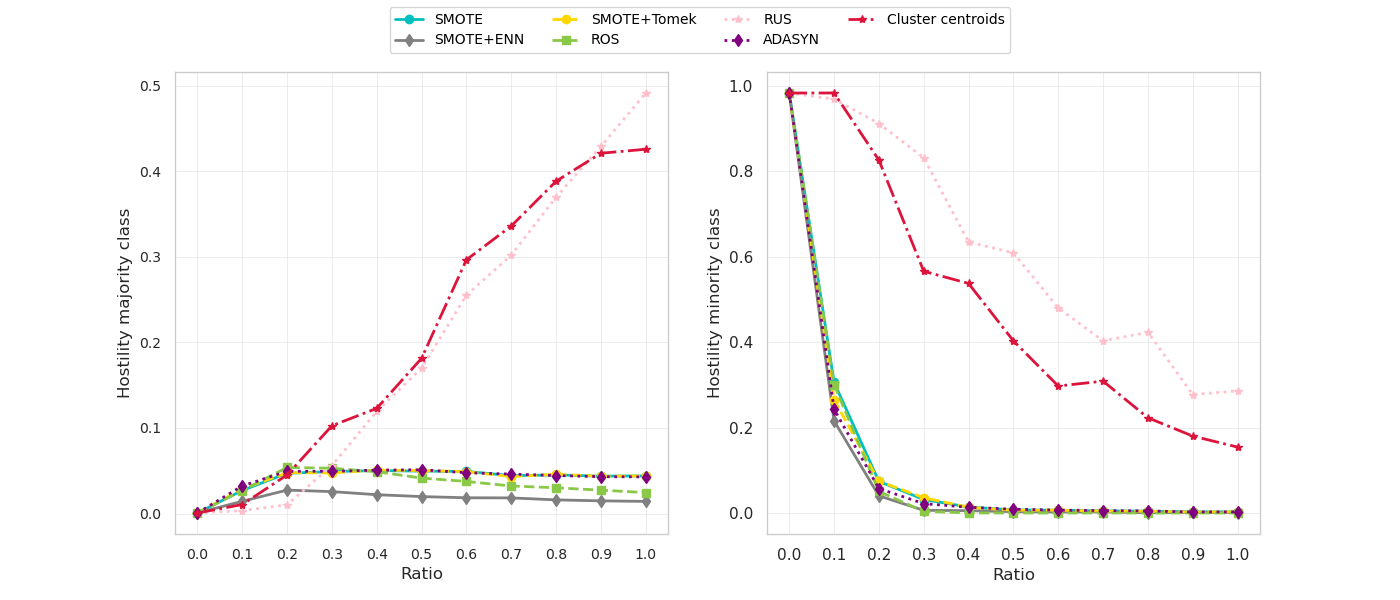 SMOTE
SMOTE+ENN
SMOTE+Tomek
ROS
RUS
ADASYN
Cluster centroids
Hostility majority class
0.5
0.4
0.3
0.2
0.1
0.0
0.0 0.1 0.2 0.3 0.4 0.5 0.6 0.7 0.8 0.9 1.0
Ratio
Hostility minority class
1.0
0.8
0.6
0.4
0.2
0.0
0.0 0.1 0.2 0.3 0.4 0.5 0.6 0.7 0.8 0.9 1.0
Ratio